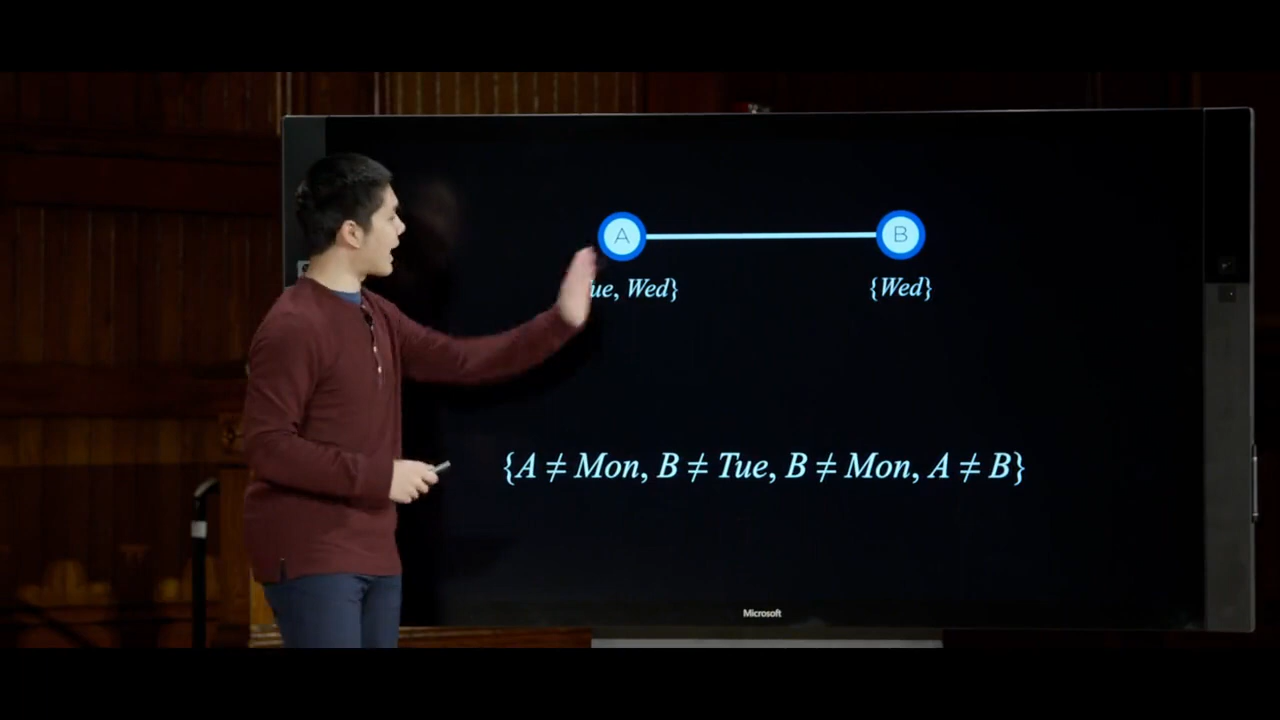 A B
ue, Wed} {Wed}
{A ≠ Mon, B ≠ Tue, B ≠ Mon, A ≠ B}
Microsoft